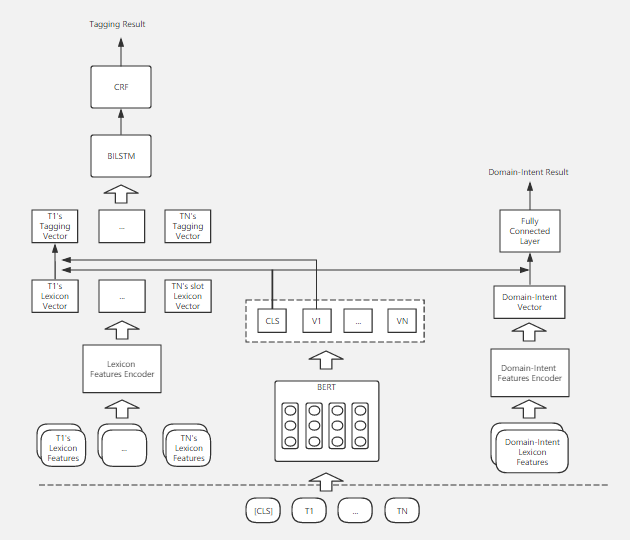 Tagging Result
CRF
BILSTM
Domain-Intent Result
T1's
Tagging
Vector
...
TN's
Tagging
Vector
Fully
Connected
Layer
T1's
Lexicon
Vector
...
TN's slot
Lexicon
Vector
Domain-Intent
Vector
CLS
V1
...
VN
Lexicon
Features Encoder
BERT
Domain-Intent
Features Encoder
T1's
Lexicon
Features
...
TN's
Lexicon
Features
Domain-Intent
Lexicon
Features
[CLS]
T1
...
TN